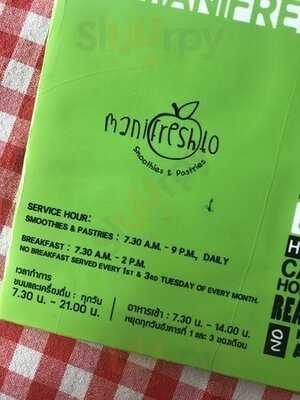 MANIFRE
manifreshto
Smoothies & Pastries
SERVICE HOUR:
SMOOTHIES & PASTRIES : 7.30 A.M. - 9 P.M., DAILY
BREAKFAST : 7.30 A.M. - 2 P.M.
NO BREAKFAST SERVED EVERY 1st & 3RD TUESDAY OF EVERY MONTH.
เวลาทำการ
ขนมและเครื่องดื่ม : ทุกวัน
7.30 น. - 21.00 น.
อาหารเช้า : 7.30 น. - 14.00 น.
หยุดทุกวันอังคารที่ 1 และ 3 ของเดือน
NO
Sluurpy